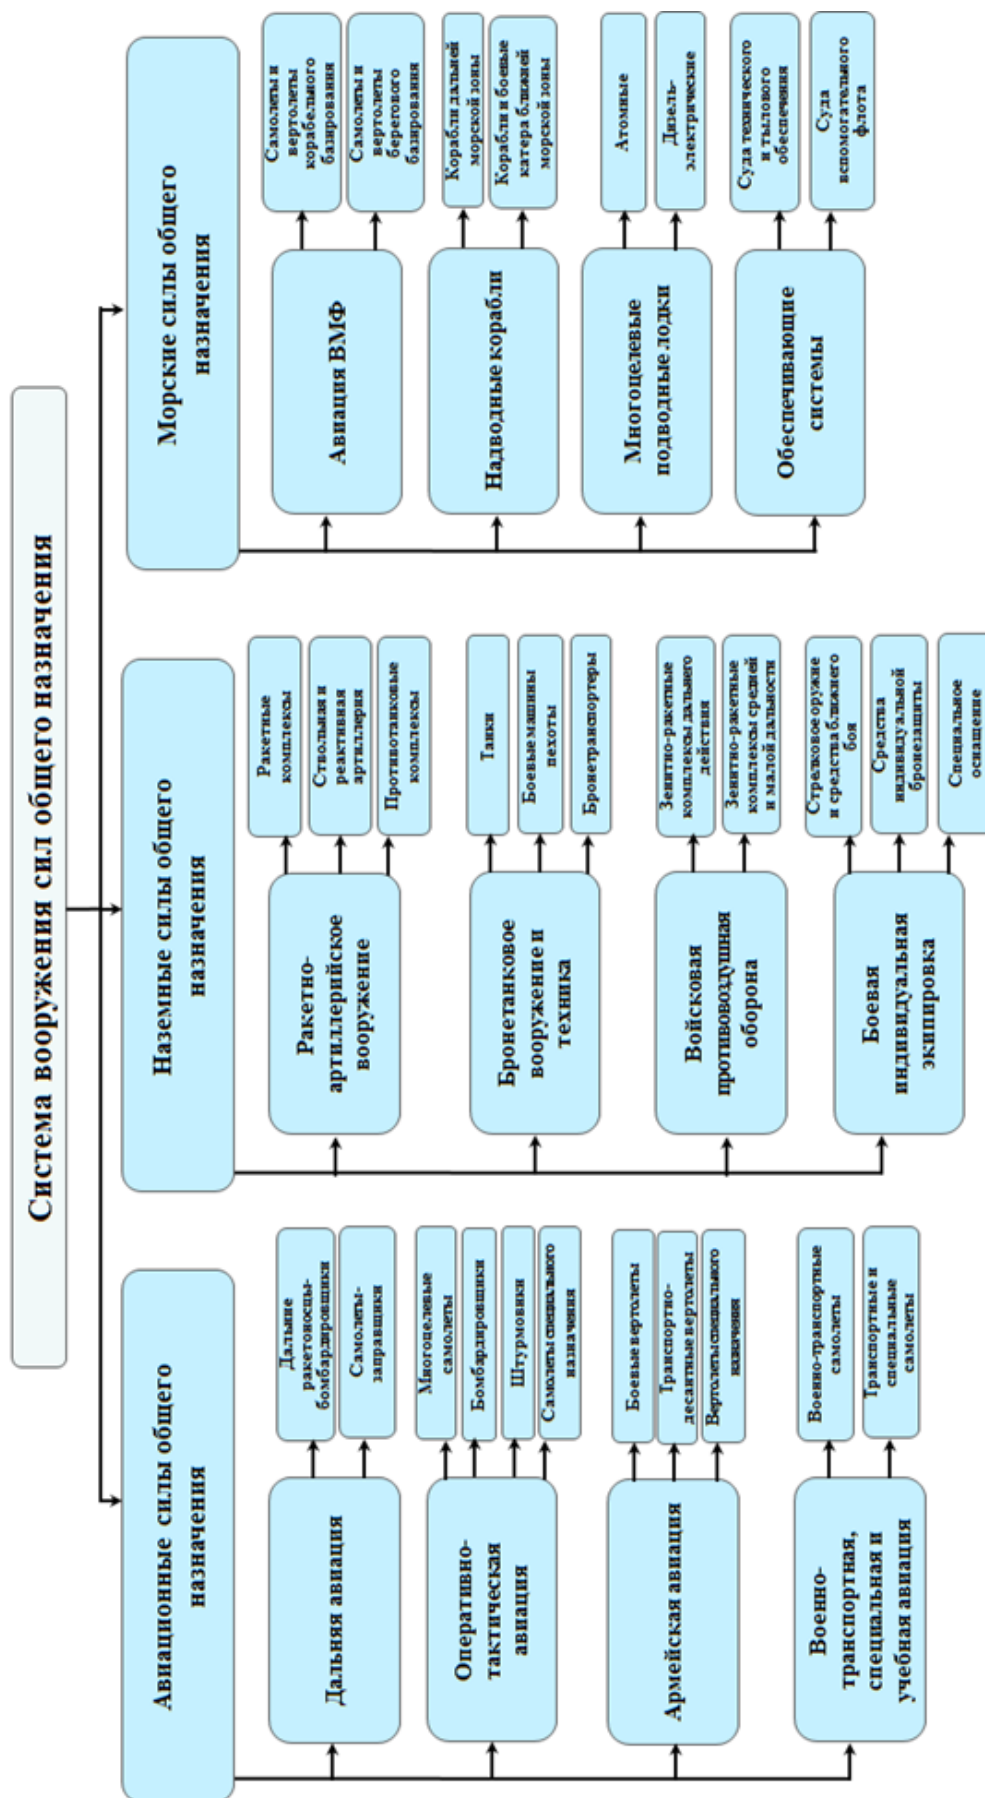 Система вооружения сил общего назначения
Авиационные силы общего
назначения
Дальняя авиация
Дальние
ракетоносцы-
бомбардировщики
Самолеты-
заправщики
Оперативно-
тактическая
авиация
Многоцелевые
самолеты
Бомбардировщики
Штурмовики
Самолеты специального
назначения
Армейская авиация
Боевые вертолеты
Транспортно-
десантные вертолеты
Вертолеты специального
назначения
Военно-
транспортная,
специальная и
учебная авиация
Военно-транспортные
самолеты
Транспортные и
специальные
самолеты
Наземные силы общего
назначения
Ракетно-
артиллерийское
вооружение
Ракетные
комплексы
Ствольная и
реактивная
артиллерия
Противотанковые
комплексы
Бронетанковое
вооружение и
техника
Танки
Боевые машины
пехоты
Бронетранспортеры
Войсковая
противовоздушная
оборона
Зенитно-ракетные
комплексы дальнего
действия
Зенитно-ракетные
комплексы средней
и малой дальности
Боевая
индивидуальная
экипировка
Стрелковое оружие
и средства ближнего
боя
Средства
индивидуальной
бронезащиты
Специальное
оснащение
Морские силы общего
назначения
Авиация ВМФ
Самолеты и
вертолеты
корабельного
базирования
Самолеты и
вертолеты
берегового
базирования
Надводные корабли
Корабли дальней
морской зоны
Корабли и боевые
катера ближней
морской зоны
Многоцелевые
подводные лодки
Атомные
Дизель-
электрические
Обеспечивающие
системы
Суда технического
и тылового
обеспечения
Суда
вспомогательного
флота